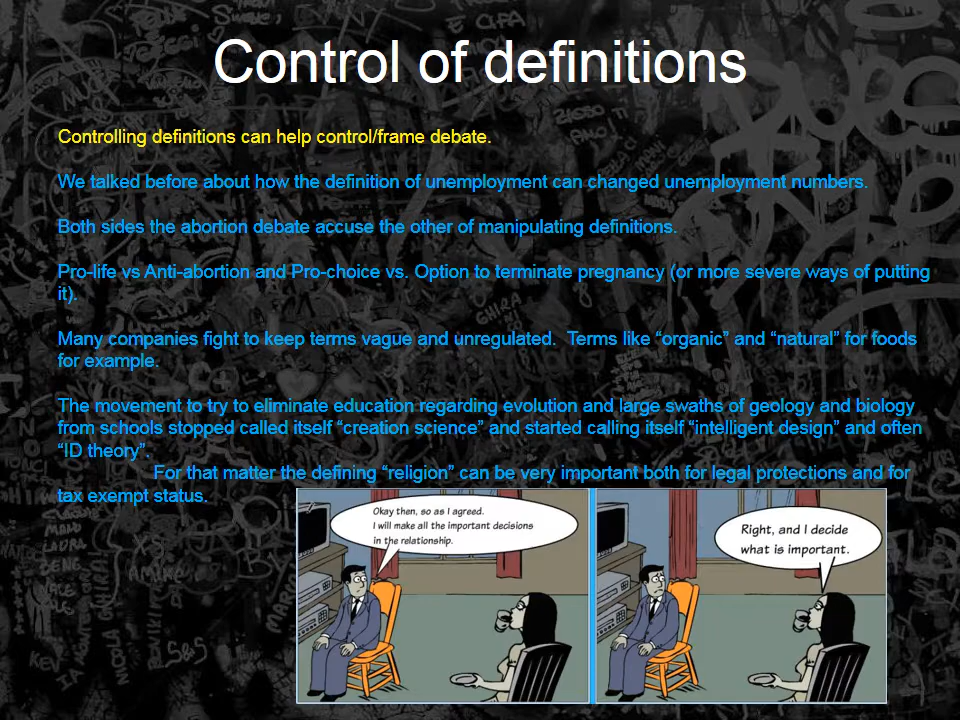 Control of definitions
Controlling definitions can help control/frame debate.
We talked before about how the definition of unemployment can changed unemployment numbers.
Both sides the abortion debate accuse the other of manipulating definitions.
Pro-life vs Anti-abortion and Pro-choice vs. Option to terminate pregnancy (or more severe ways of putting
it).
Many companies fight to keep terms vague and unregulated.  Terms like “organic” and “natural” for foods
for example.
The movement to try to eliminate education regarding evolution and large swaths of geology and biology
from schools stopped called itself “creation science” and started calling itself “intelligent design” and often
“ID theory”.
For that matter the defining “religion” can be very important both for legal protections and for
tax exempt status.
Okay then, so as I agreed.
I will make all the important decisions
in the relationship.
Right, and I decide
what is important.
MAURO
LAURA
KEV
S&S